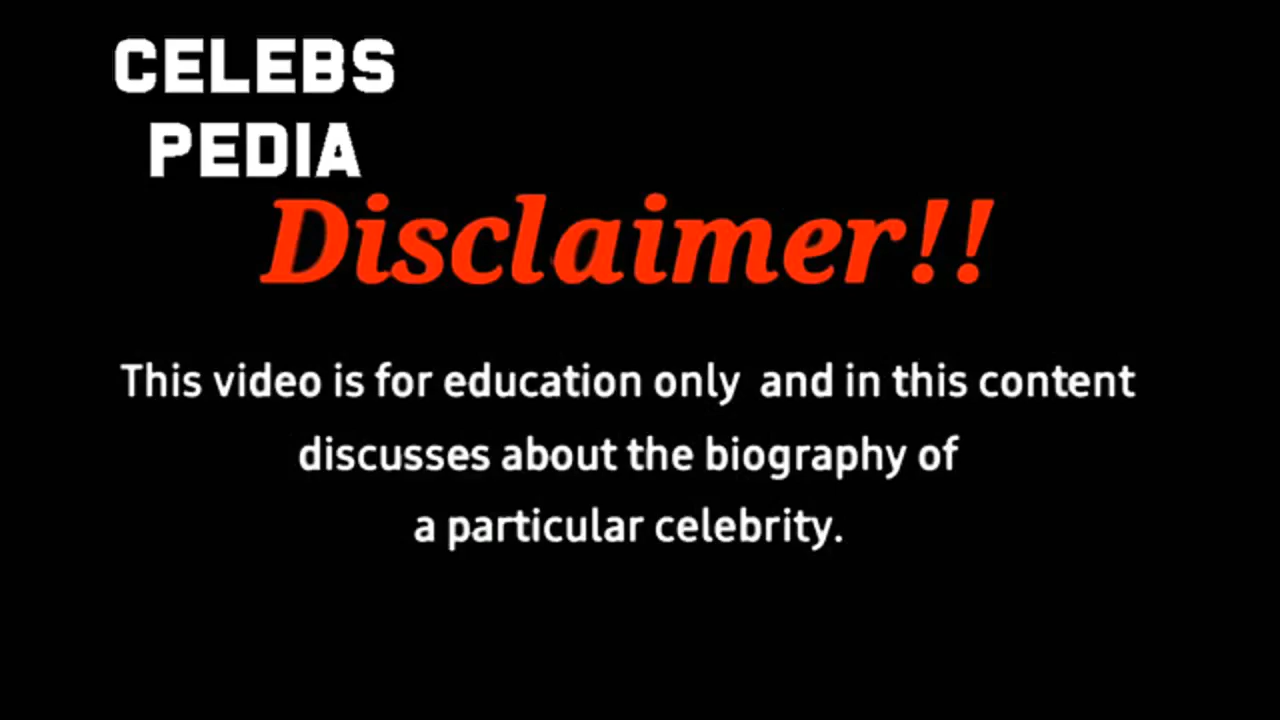 CELEBS
PEDIA
Disclaimer!!
This video is for education only and in this content
discusses about the biography of
a particular celebrity.